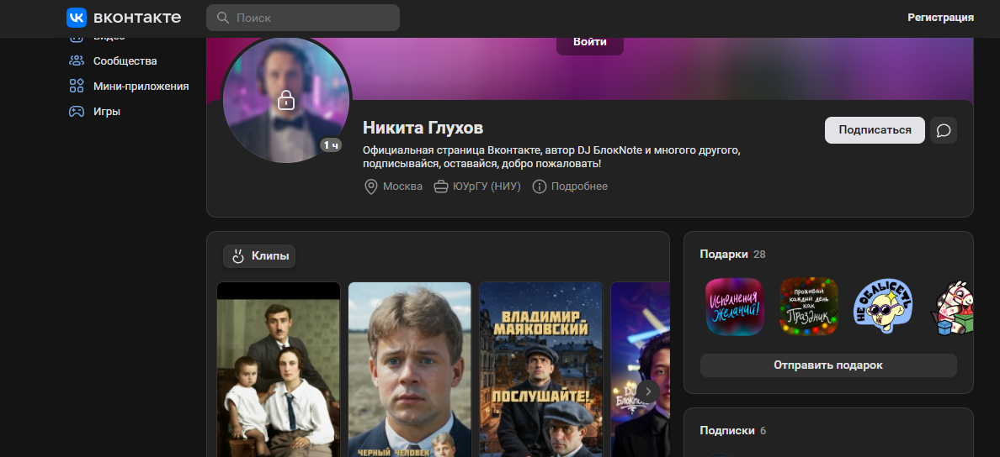 вконтакте
Поиск
Регистрация
Видео
Сообщества
Мини-приложения
Игры
Войти
1 ч
Никита Глухов
Официальная страница Вконтакте, автор DJ БлокNote и многого другого,
подписывайся, оставайся, добро пожаловать!
Москва
ЮУрГУ (НИУ)
Подробнее
Подписаться
Клипы
ЧЕРНЫЙ ЧЕЛОВЕК
ВЛАДИМИР
МАЯКОВСКИЙ
ПОСЛУШАЙТЕ!
DJ
Подарки 28
Исполнения
Желаний!
Проживай
каждый день
как
Праздник
НЕ ОБЛЫСЕТЬ
Отправить подарок
Подписки 6